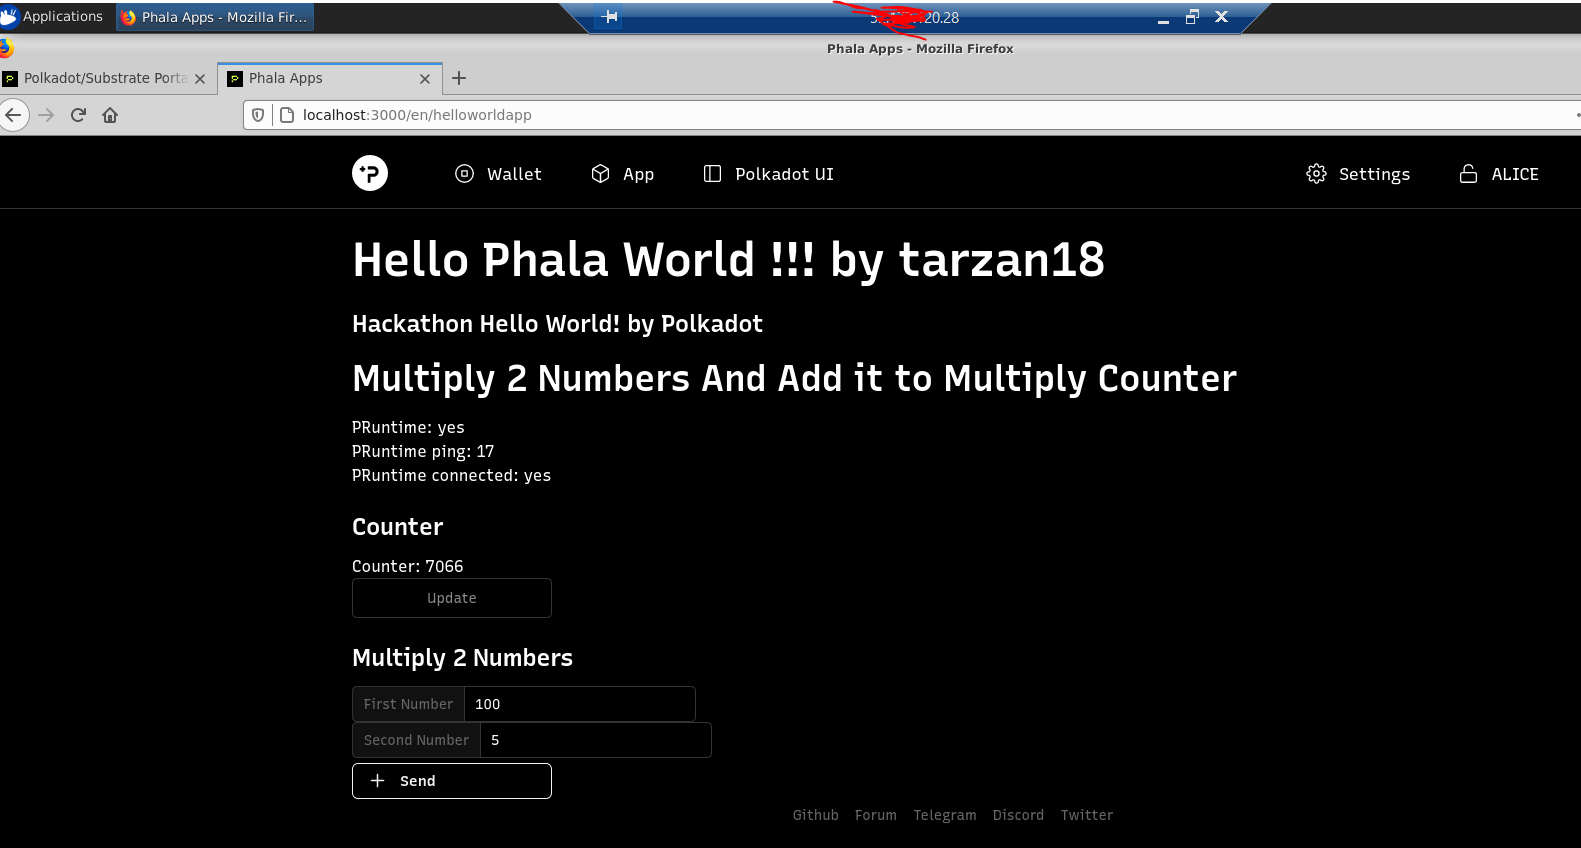 Applications
Phala Apps - Mozilla Fir...
20.28
Phala Apps - Mozilla Firefox
Polkadot/Substrate Porta
Phala Apps
localhost:3000/en/helloworldapp
Wallet
App
Polkadot UI
Settings
ALICE
Hello Phala World !!! by tarzan18
Hackathon Hello World! by Polkadot
Multiply 2 Numbers And Add it to Multiply Counter
PRuntime: yes
PRuntime ping: 17
PRuntime connected: yes
Counter
Counter: 7066
Update
Multiply 2 Numbers
First Number 100
Second Number 5
Send
Github Forum Telegram Discord Twitter